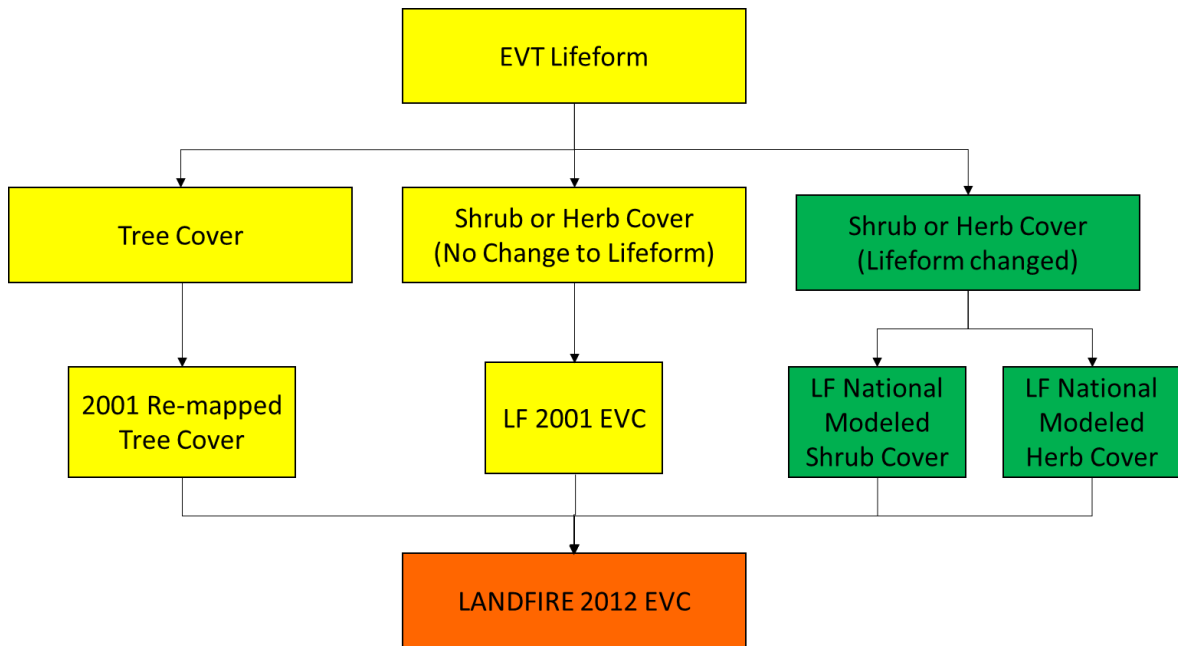 EVT Lifeform
Tree Cover
Shrub or Herb Cover
(No Change to Lifeform)
Shrub or Herb Cover
(Lifeform changed)
2001 Re-mapped
Tree Cover
LF 2001 EVC
LF National
Modeled
Shrub Cover
LF National
Modeled
Herb Cover
LANDFIRE 2012 EVC